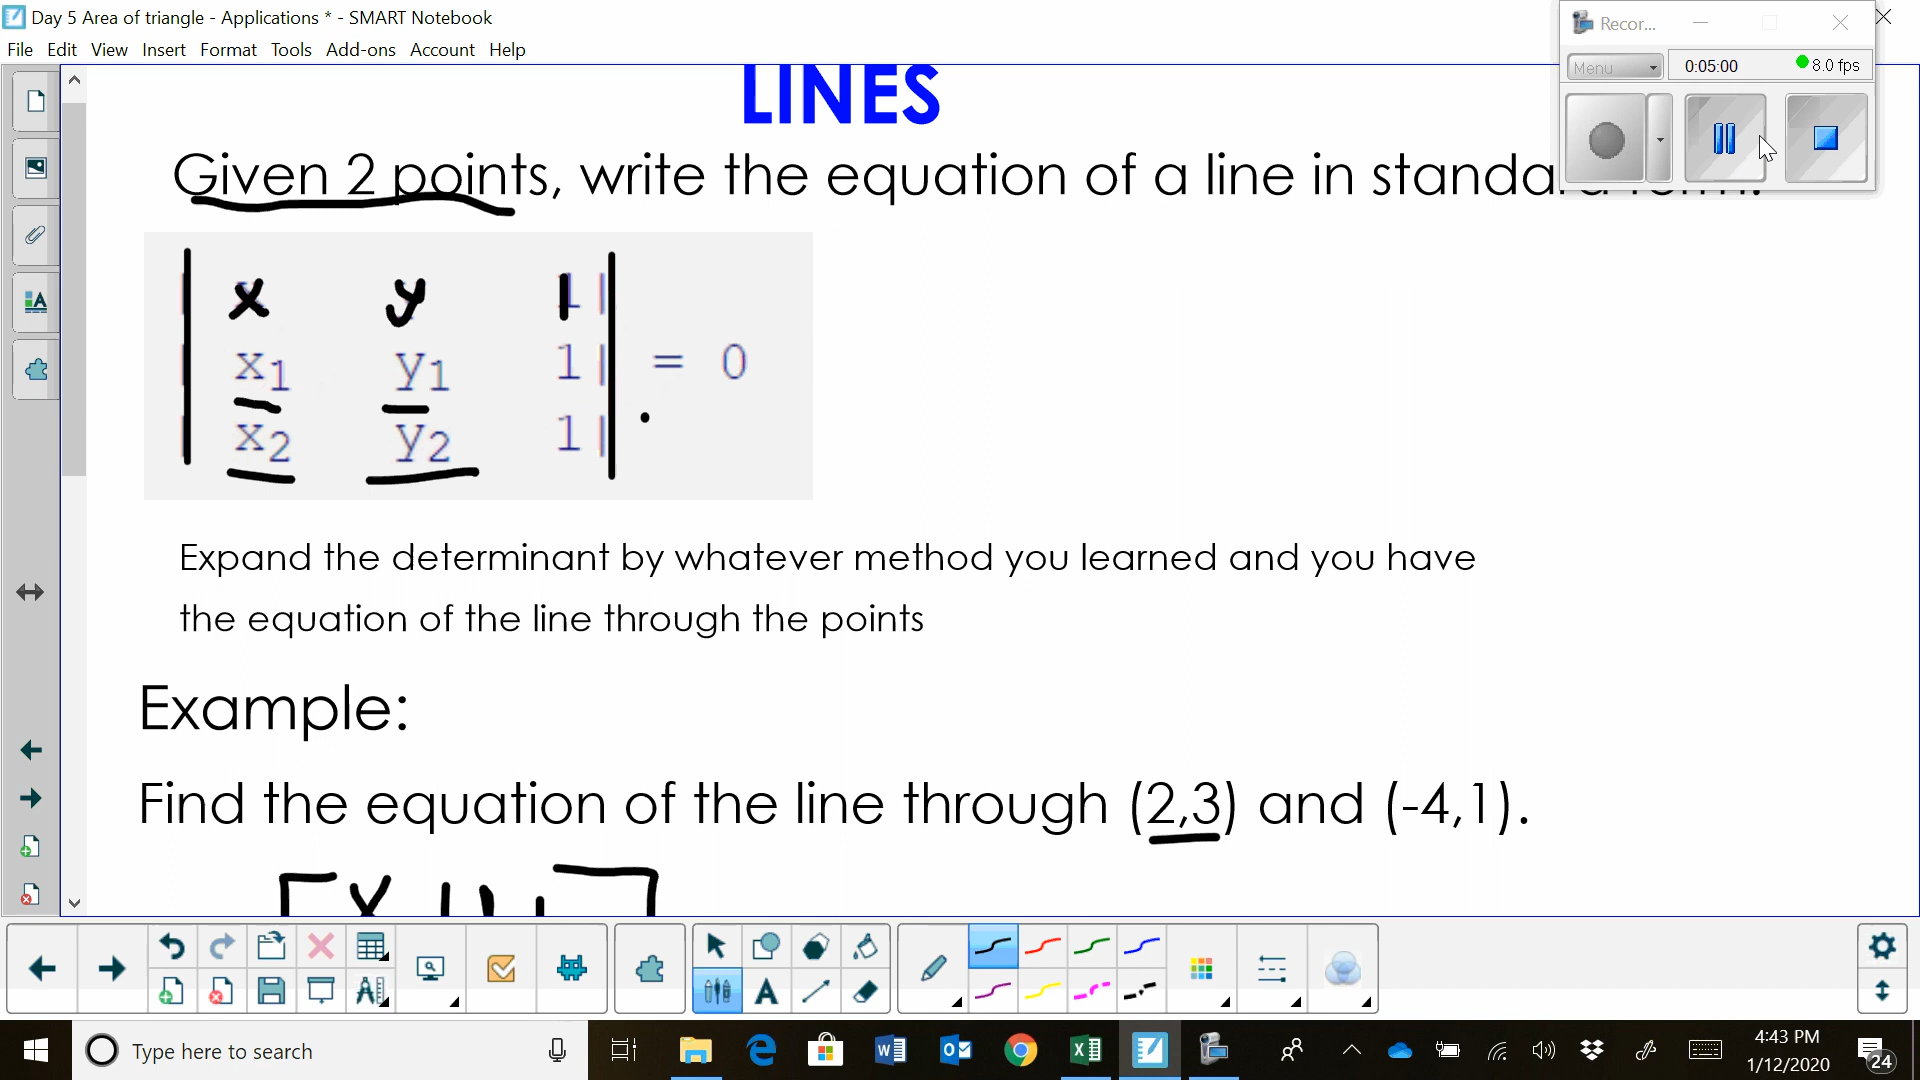 Day 5 Area of triangle - Applications * - SMART Notebook
File Edit View Insert Format Tools Add-ons Account Help
Recor...
Menu 0:05:00 8.0 fps
LINES
Given 2 points, write the equation of a line in standard form.
x y 1
x1 y1 1 = 0
x2 y2 1
Expand the determinant by whatever method you learned and you have
the equation of the line through the points
Example:
Find the equation of the line through (2,3) and (-4,1).
Type here to search
4:43 PM
1/12/2020
24